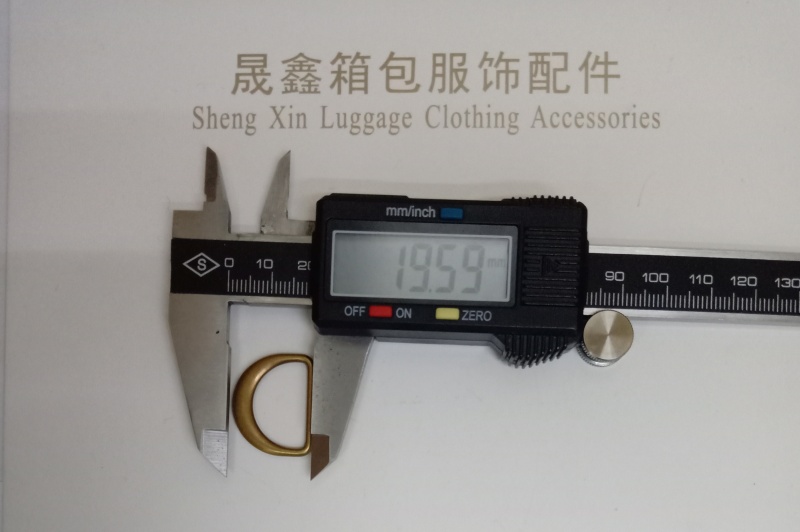 晟鑫箱包服饰配件
Sheng Xin Luggage Clothing Accessories
mm/inch
19.59 mm
S 0 10 20
90 100 110 120 130
OFF ON ZERO